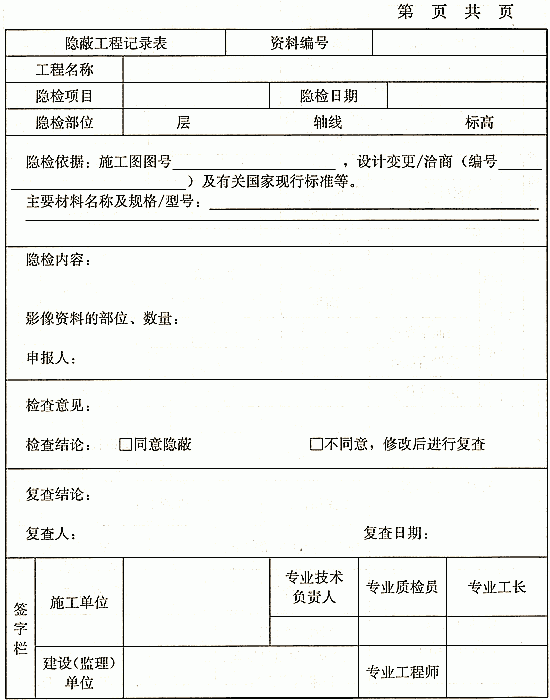 第 页 共 页
隐蔽工程记录表 资料编号
工程名称
隐检项目 隐检日期
隐检部位 层 轴线 标高
隐检依据：施工图图号 ，设计变更/洽商（编号
）及有关国家现行标准等。
主要材料名称及规格/型号：
隐检内容：
影像资料的部位、数量：
申报人：
检查意见：
检查结论： □同意隐蔽 □不同意，修改后进行复查
复查结论：
复查人： 复查日期：
签字栏
施工单位
专业技术
负责人
专业质检员 专业工长
建设（监理）
单位
专业工程师